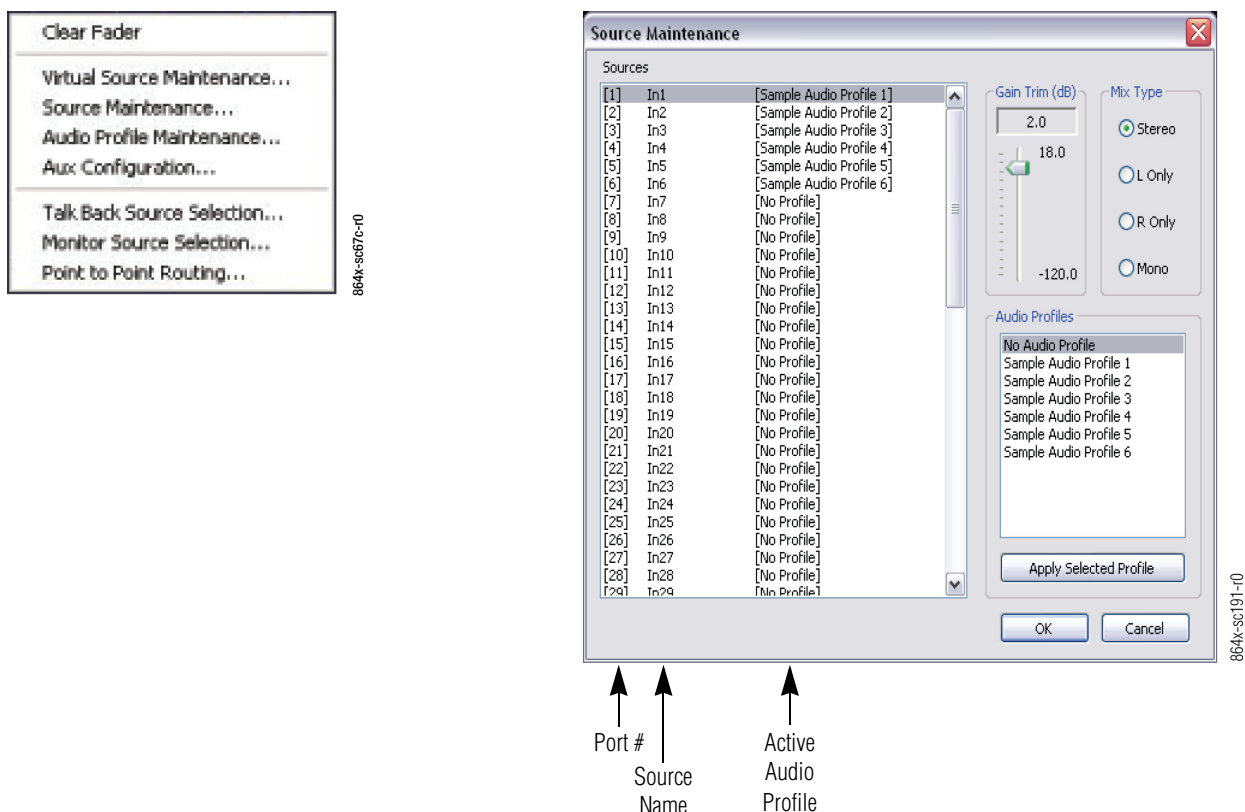 Clear Fader
Virtual Source Maintenance...
Source Maintenance...
Audio Profile Maintenance...
Aux Configuration...
Talk Back Source Selection...
Monitor Source Selection...
Point to Point Routing...
864x-sc67c-r0
Source Maintenance
Sources
[1] In1 [Sample Audio Profile 1]
[2] In2 [Sample Audio Profile 2]
[3] In3 [Sample Audio Profile 3]
[4] In4 [Sample Audio Profile 4]
[5] In5 [Sample Audio Profile 5]
[6] In6 [Sample Audio Profile 6]
[7] In7 [No Profile]
[8] In8 [No Profile]
[9] In9 [No Profile]
[10] In10 [No Profile]
[11] In11 [No Profile]
[12] In12 [No Profile]
[13] In13 [No Profile]
[14] In14 [No Profile]
[15] In15 [No Profile]
[16] In16 [No Profile]
[17] In17 [No Profile]
[18] In18 [No Profile]
[19] In19 [No Profile]
[20] In20 [No Profile]
[21] In21 [No Profile]
[22] In22 [No Profile]
[23] In23 [No Profile]
[24] In24 [No Profile]
[25] In25 [No Profile]
[26] In26 [No Profile]
[27] In27 [No Profile]
[28] In28 [No Profile]
[29] In29 [No Profile]
Gain Trim (dB)
2.0
18.0
-120.0
Mix Type
Stereo
L Only
R Only
Mono
Audio Profiles
No Audio Profile
Sample Audio Profile 1
Sample Audio Profile 2
Sample Audio Profile 3
Sample Audio Profile 4
Sample Audio Profile 5
Sample Audio Profile 6
Apply Selected Profile
OK Cancel
864x-sc191-r0
Port #
Source
Name
Active
Audio
Profile